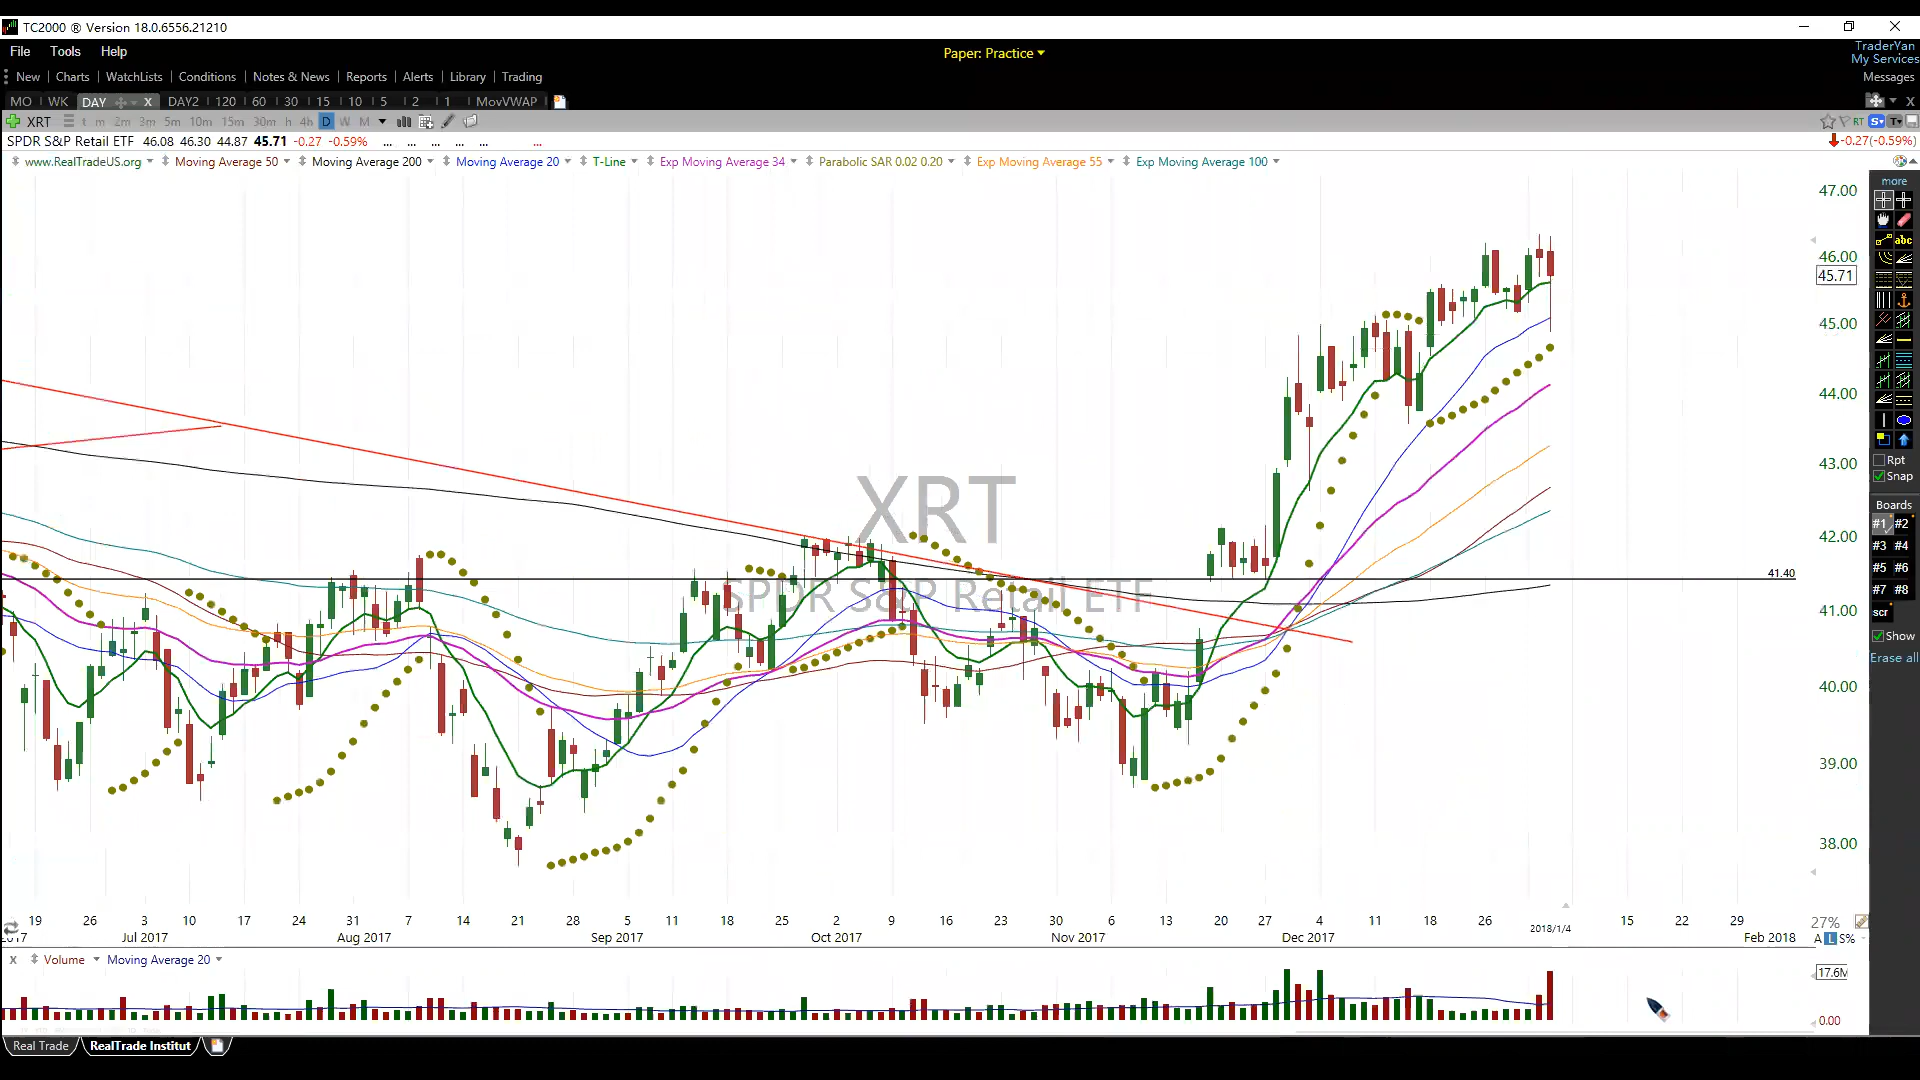 TC2000 ® Version 18.0.6556.21210
File Tools Help
Paper: Practice
TraderYan
My Services
New Charts WatchLists Conditions Notes & News Reports Alerts Library Trading
Messages
MO WK DAY X DAY2 120 60 30 15 10 5 2 1 MovVWAP
X
XRT t m 2m 3m 5m 10m 15m 30m h 4h D W M
RT S T
SPDR S&P Retail ETF 46.08 46.30 44.87 45.71 -0.27 -0.59% ... ... ... ... ... ...
-0.27(-0.59%)
www.RealTradeUS.org Moving Average 50 Moving Average 200 Moving Average 20 T-Line Exp Moving Average 34 Parabolic SAR 0.02 0.20 Exp Moving Average 55 Exp Moving Average 100
more
47.00
abc
46.00
45.71
45.00
44.00
Rpt
43.00
Snap
XRT
Boards
#1 #2
42.00
#3 #4
#5 #6
41.40
#7 #8
SPDR S&P Retail ETF
41.00
scr
Show
Erase all
40.00
39.00
38.00
19 26 3 10 17 24 31 7 14 21 28 5 11 18 25 2 9 16 23 30 6 13 20 27 4 11 18 26 15 22 29
27%
2018/1/4
Jul 2017 Aug 2017 Sep 2017 Oct 2017 Nov 2017 Dec 2017 Feb 2018
A L S%
X Volume Moving Average 20
17.6M
0.00
Real Trade RealTrade Institut